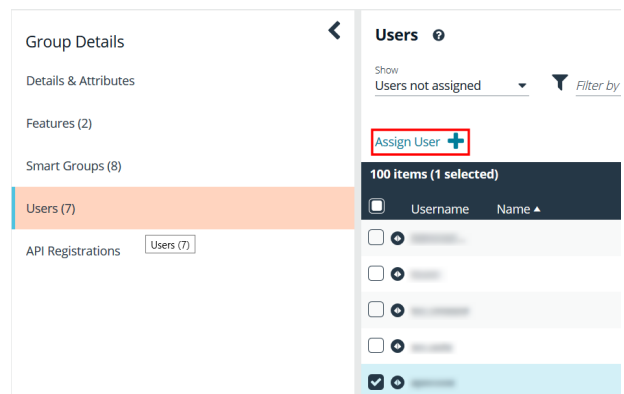 Group Details
Details & Attributes
Features (2)
Smart Groups (8)
Users (7)
API Registrations
Users (7)
Users
Show
Users not assigned
Filter by
Assign User
100 items (1 selected)
Username Name